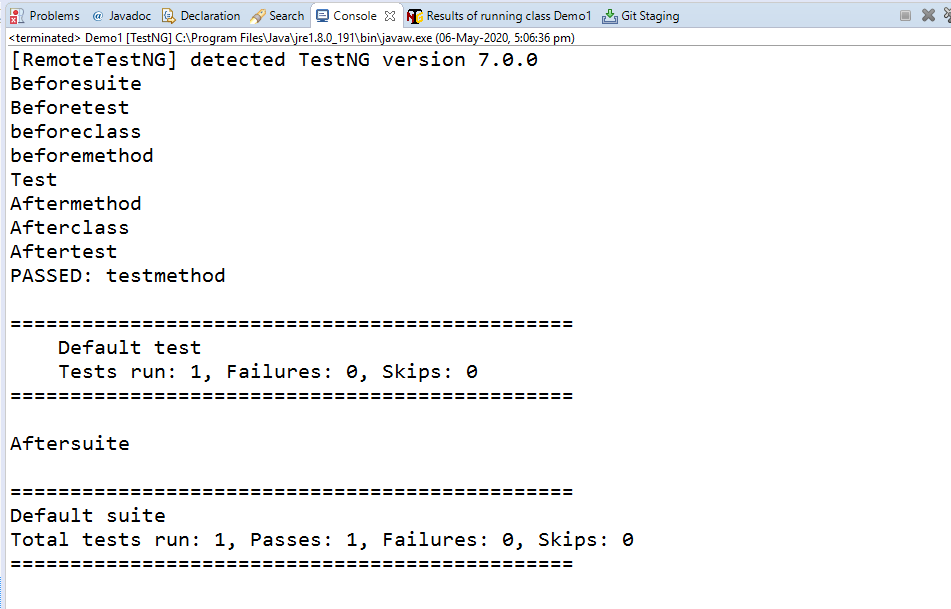 Problems @ Javadoc Declaration Search Console Results of running class Demo1 Git Staging
<terminated> Demo1 [TestNG] C:\Program Files\Java\jre1.8.0_191\bin\javaw.exe (06-May-2020, 5:06:36 pm)
[RemoteTestNG] detected TestNG version 7.0.0
Beforesuite
Beforetest
beforeclass
beforemethod
Test
Aftermethod
Afterclass
Aftertest
PASSED: testmethod
===============================================
    Default test
    Tests run: 1, Failures: 0, Skips: 0
===============================================
Aftersuite
===============================================
Default suite
Total tests run: 1, Passes: 1, Failures: 0, Skips: 0
===============================================